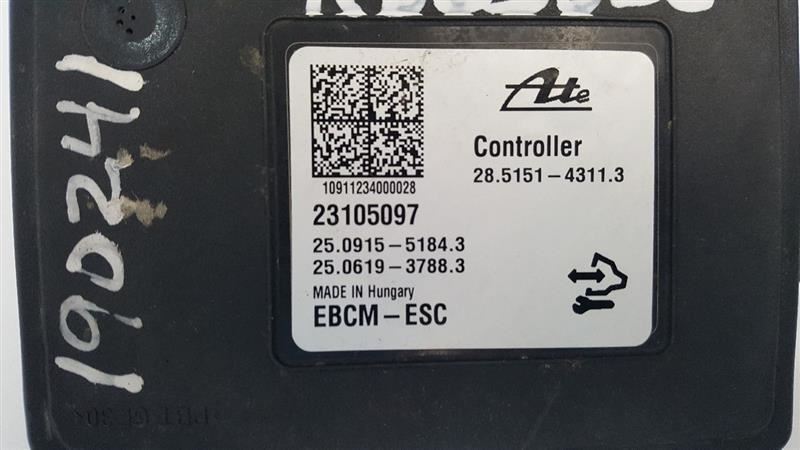 190241
Ate
Controller
28.5151-4311.3
10911234000028
23105097
25.0915-5184.3
25.0619-3788.3
MADE IN Hungary
EBCM-ESC